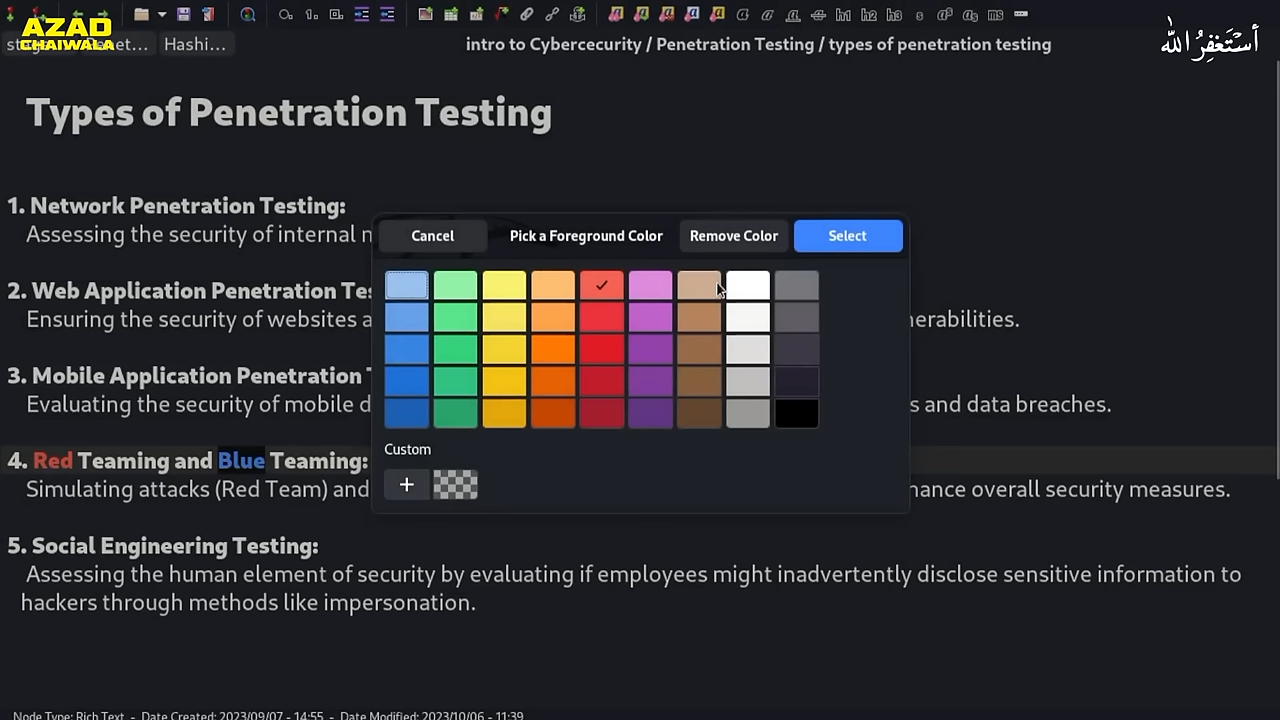 AZAD
CHAIWALA
Hashi...
intro to Cybercecurity / Penetration Testing / types of penetration testing
أستغفر الله
Types of Penetration Testing
1. Network Penetration Testing:
Assessing the security of internal
2. Web Application Penetration
Ensuring the security of websites
3. Mobile Application Penetration
Evaluating the security of mobile
s and data breaches.
4. Red Teaming and Blue Teaming:
Simulating attacks (Red Team) and
overall security measures.
Cancel
Pick a Foreground Color
Remove Color
Select
Custom
+
5. Social Engineering Testing:
Assessing the human element of security by evaluating if employees might inadvertently disclose sensitive information to
hackers through methods like impersonation.
Node Type: Rich Text - Date Created: 2023/09/07 - 14:55 - Date Modified: 2023/10/06 - 11:39